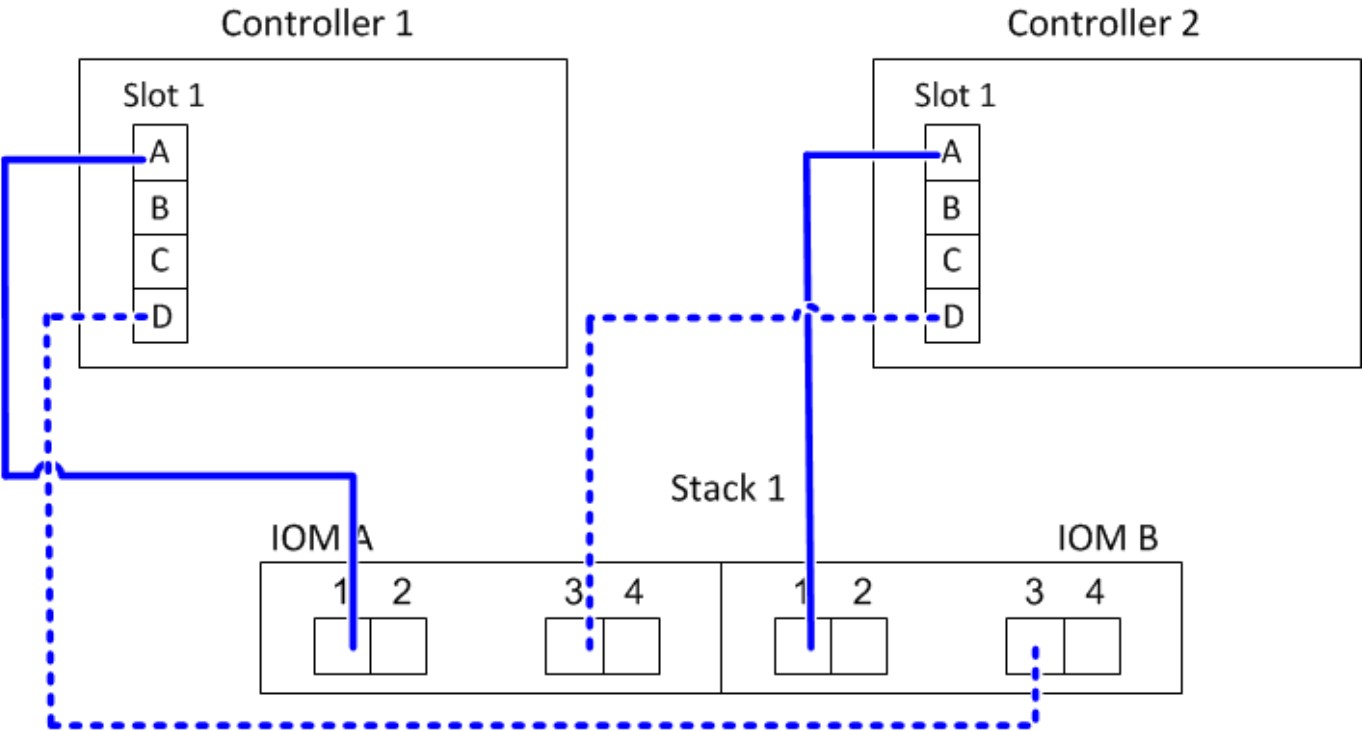 Controller 1
Controller 2
Slot 1
Slot 1
A
A
B
B
C
C
D
D
Stack 1
IOM A
IOM B
1 2 3 4 1 2 3 4